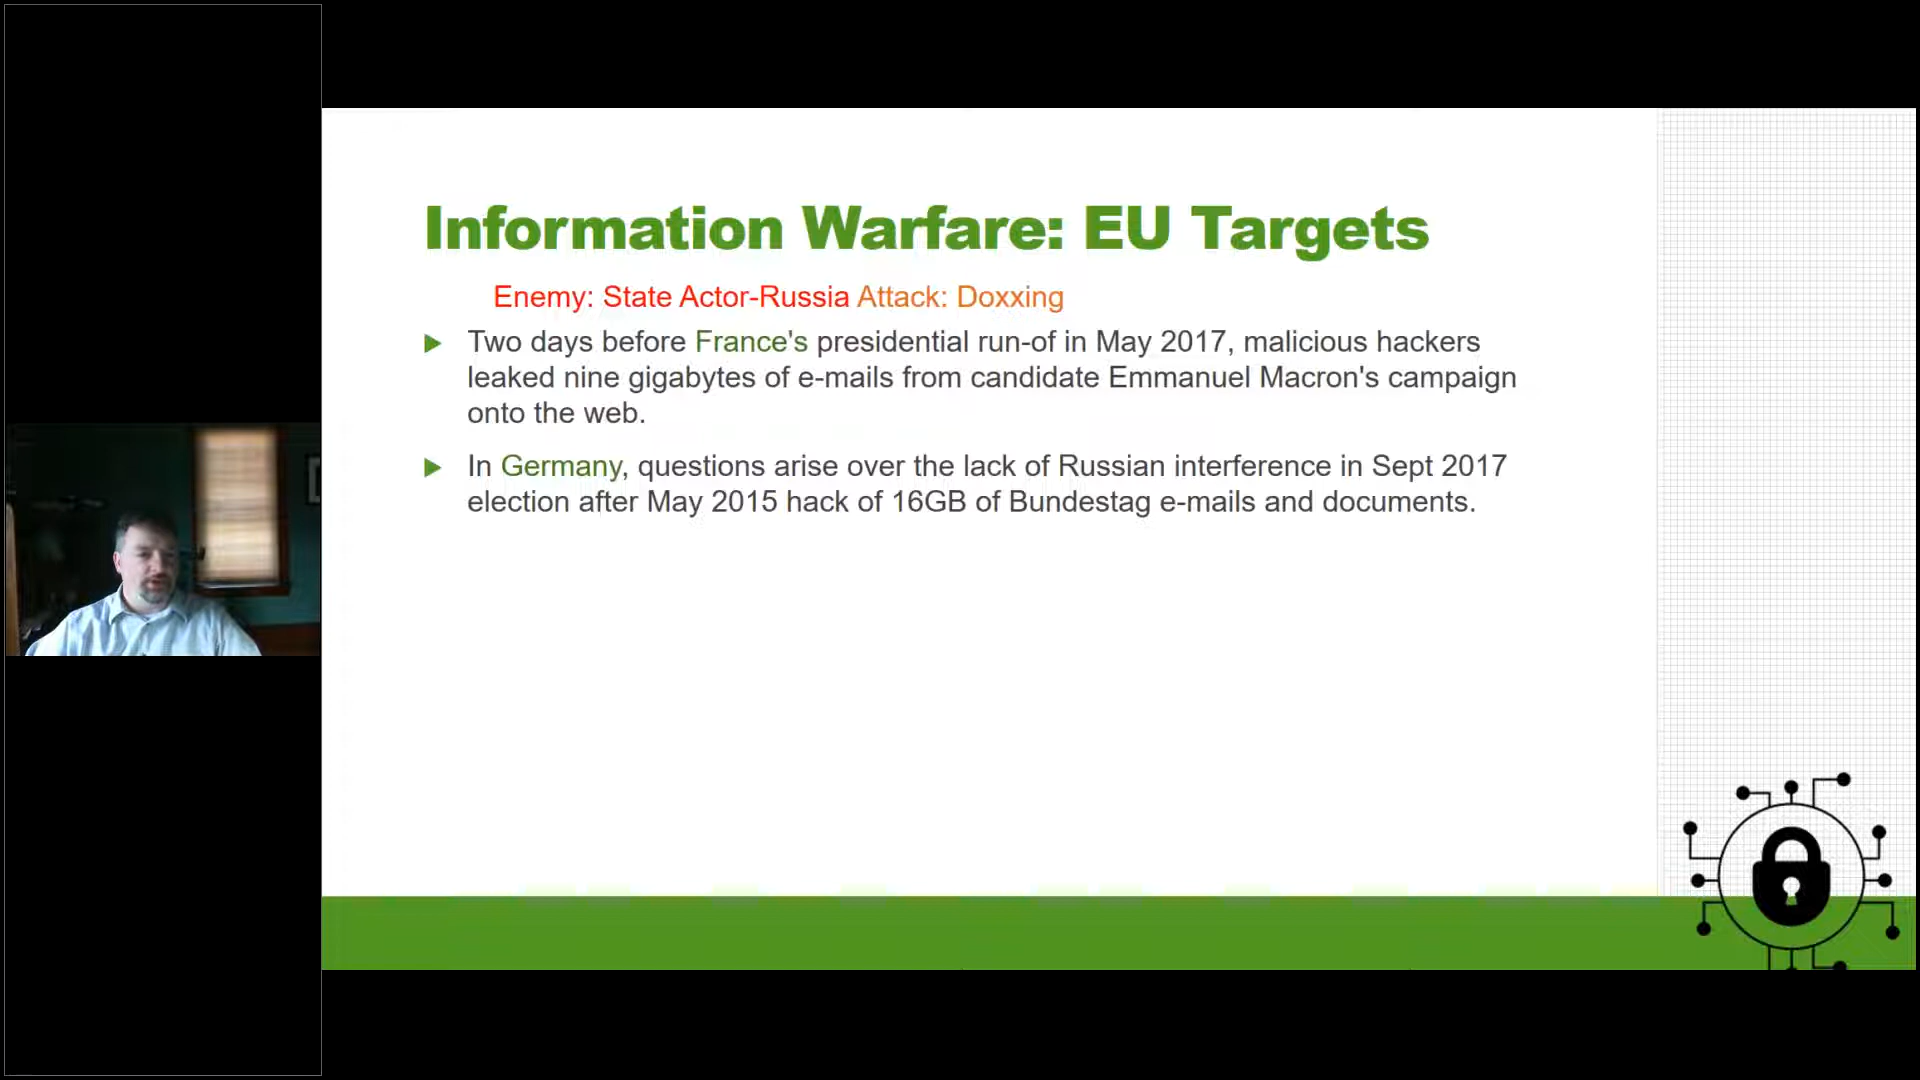 Information Warfare: EU Targets
Enemy: State Actor-Russia Attack: Doxxing
Two days before France's presidential run-of in May 2017, malicious hackers
leaked nine gigabytes of e-mails from candidate Emmanuel Macron's campaign
onto the web.
In Germany, questions arise over the lack of Russian interference in Sept 2017
election after May 2015 hack of 16GB of Bundestag e-mails and documents.